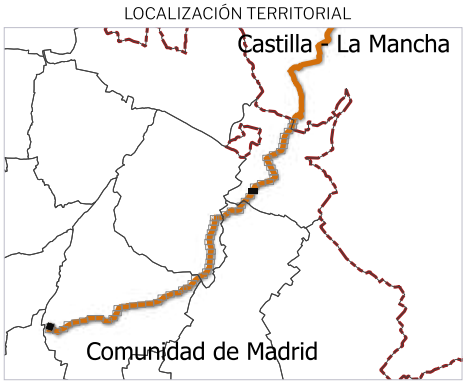 LOCALIZACIÓN TERRITORIAL
Castilla - La Mancha
Comunidad de Madrid